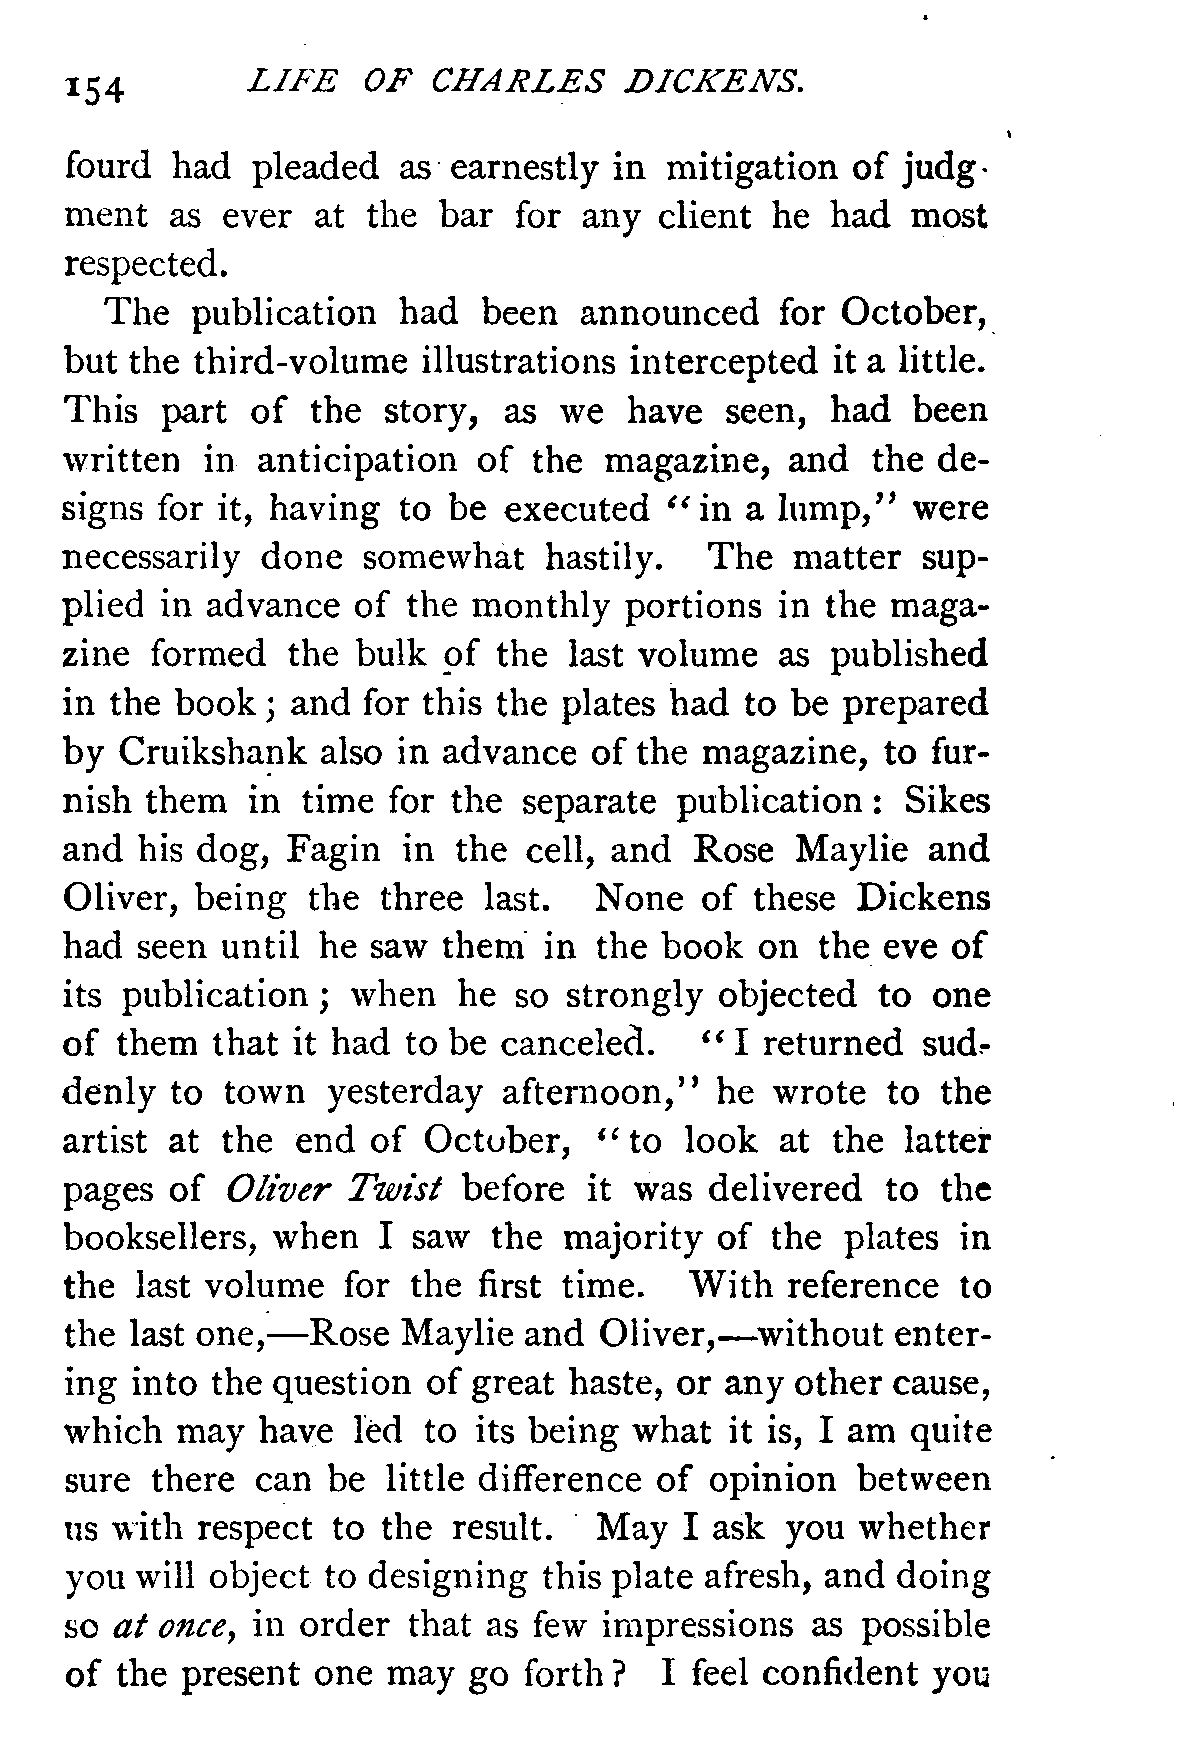 154 LIFE OF CHARLES DICKENS.
fourd had pleaded as earnestly in mitigation of judg-
ment as ever at the bar for any client he had most
respected.
The publication had been announced for October,
but the third-volume illustrations intercepted it a little.
This part of the story, as we have seen, had been
written in anticipation of the magazine, and the de-
signs for it, having to be executed “in a lump,” were
necessarily done somewhat hastily. The matter sup-
plied in advance of the monthly portions in the maga-
zine formed the bulk of the last volume as published
in the book; and for this the plates had to be prepared
by Cruikshank also in advance of the magazine, to fur-
nish them in time for the separate publication: Sikes
and his dog, Fagin in the cell, and Rose Maylie and
Oliver, being the three last. None of these Dickens
had seen until he saw them in the book on the eve of
its publication; when he so strongly objected to one
of them that it had to be canceled. “I returned sud-
denly to town yesterday afternoon,” he wrote to the
artist at the end of October, “to look at the latter
pages of Oliver Twist before it was delivered to the
booksellers, when I saw the majority of the plates in
the last volume for the first time. With reference to
the last one,—Rose Maylie and Oliver,—without enter-
ing into the question of great haste, or any other cause,
which may have led to its being what it is, I am quite
sure there can be little difference of opinion between
us with respect to the result. May I ask you whether
you will object to designing this plate afresh, and doing
so at once, in order that as few impressions as possible
of the present one may go forth? I feel confident you